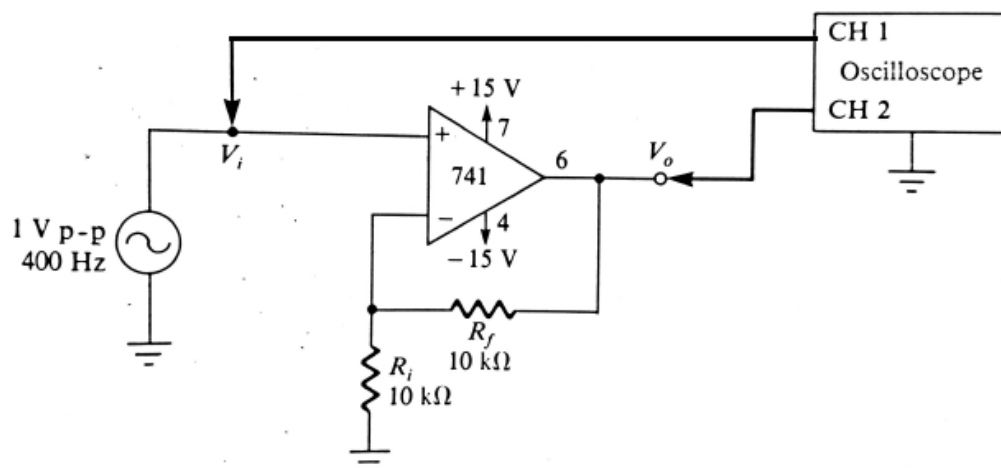 CH 1
Oscilloscope
CH 2
+15 V
7
+
V_i
741
6
V_o
−
4
−15 V
1 V p-p
400 Hz
R_f
10 kΩ
R_i
10 kΩ